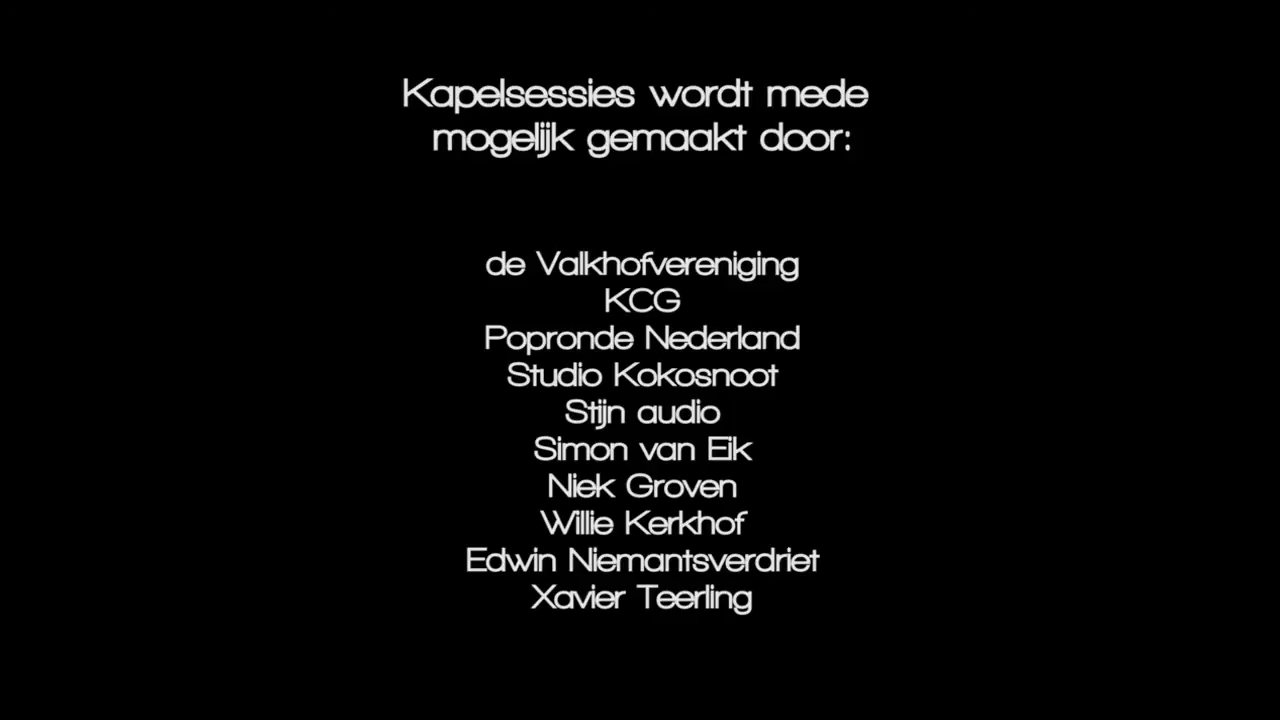 Kapelsessies wordt mede
mogelijk gemaakt door:
de Valkhofvereniging
KCG
Popronde Nederland
Studio Kokosnoot
Stijn audio
Simon van Eik
Niek Groven
Willie Kerkhof
Edwin Niemantsverdriet
Xavier Teerling